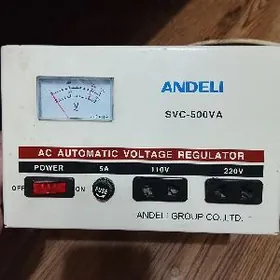 ANDELI
SVC-500VA
V
AC AUTOMATIC VOLTAGE REGULATOR
POWER 5A 110V 220V
OFF ON
FUSE
ANDELI GROUP CO.,LTD.